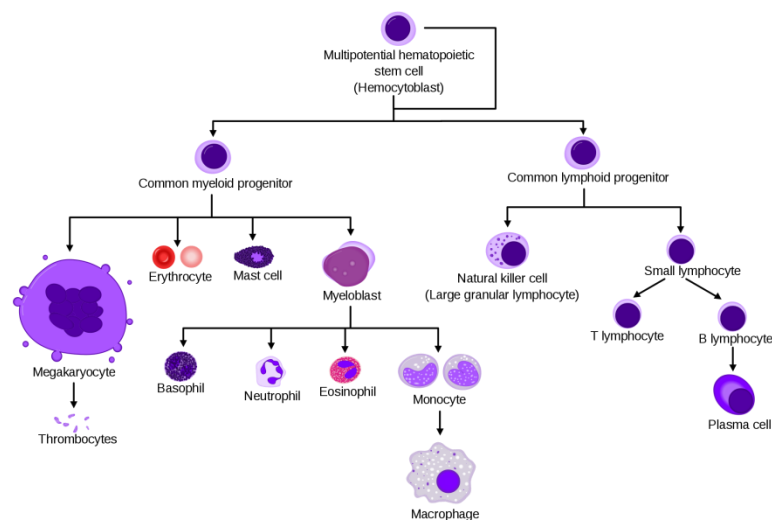 Multipotential hematopoietic
stem cell
(Hemocytoblast)
Common myeloid progenitor
Common lymphoid progenitor
Erythrocyte
Mast cell
Myeloblast
Natural killer cell
(Large granular lymphocyte)
Small lymphocyte
T lymphocyte
B lymphocyte
Megakaryocyte
Basophil
Neutrophil
Eosinophil
Monocyte
Plasma cell
Thrombocytes
Macrophage